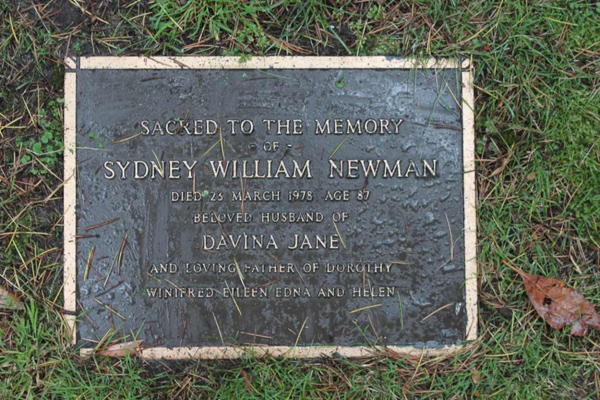 SACRED TO THE MEMORY
- OF -
SYDNEY WILLIAM NEWMAN
DIED 23 MARCH 1978 AGE 87
BELOVED HUSBAND OF
DAVINA JANE
AND LOVING FATHER OF DOROTHY
WINIFRED EILEEN EDNA AND HELEN